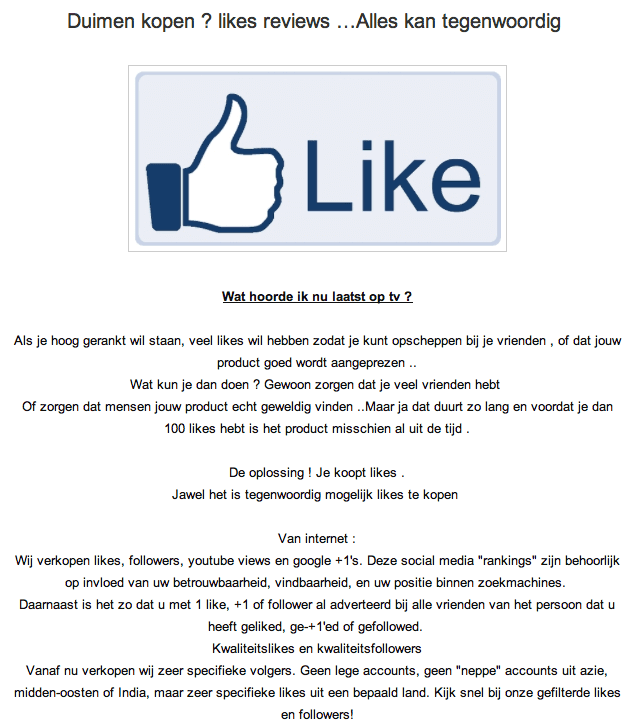 Duimen kopen ? likes reviews …Alles kan tegenwoordig
Like
Wat hoorde ik nu laatst op tv ?
Als je hoog gerankt wil staan, veel likes wil hebben zodat je kunt opscheppen bij je vrienden , of dat jouw
product goed wordt aangeprezen ..
Wat kun je dan doen ? Gewoon zorgen dat je veel vrienden hebt
Of zorgen dat mensen jouw product echt geweldig vinden ..Maar ja dat duurt zo lang en voordat je dan
100 likes hebt is het product misschien al uit de tijd .
De oplossing ! Je koopt likes .
Jawel het is tegenwoordig mogelijk likes te kopen
Van internet :
Wij verkopen likes, followers, youtube views en google +1's. Deze social media "rankings" zijn behoorlijk
op invloed van uw betrouwbaarheid, vindbaarheid, en uw positie binnen zoekmachines.
Daarnaast is het zo dat u met 1 like, +1 of follower al adverteerd bij alle vrienden van het persoon dat u
heeft geliked, ge-+1'ed of gefollowed.
Kwaliteitslikes en kwaliteitsfollowers
Vanaf nu verkopen wij zeer specifieke volgers. Geen lege accounts, geen "neppe" accounts uit azie,
midden-oosten of India, maar zeer specifieke likes uit een bepaald land. Kijk snel bij onze gefilterde likes
en followers!